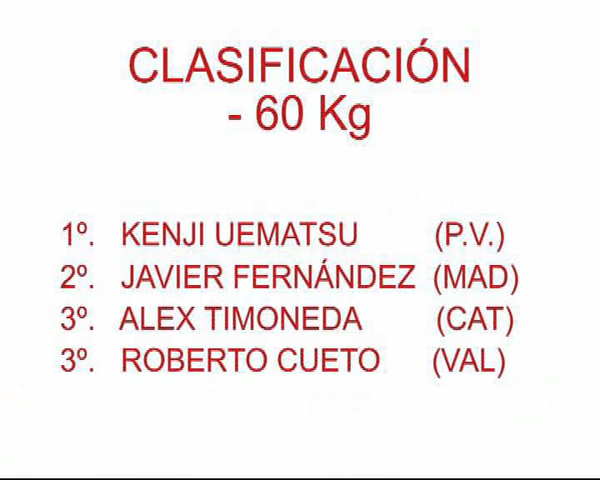 CLASIFICACIÓN
- 60 Kg
1º. KENJI UEMATSU (P.V.)
2º. JAVIER FERNÁNDEZ (MAD)
3º. ALEX TIMONEDA (CAT)
3º. ROBERTO CUETO (VAL)